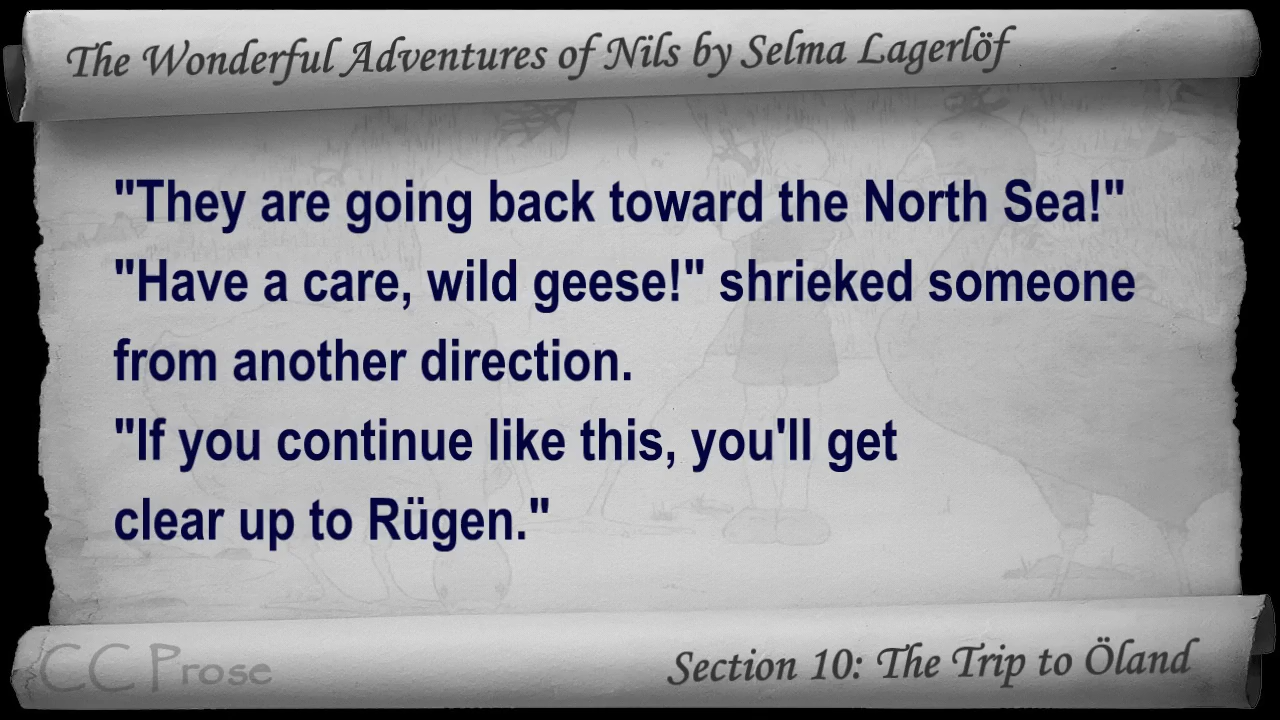 The Wonderful Adventures of Nils by Selma Lagerlöf
"They are going back toward the North Sea!"
"Have a care, wild geese!" shrieked someone
from another direction.
"If you continue like this, you'll get
clear up to Rügen."
CC Prose
Section 10: The Trip to Öland